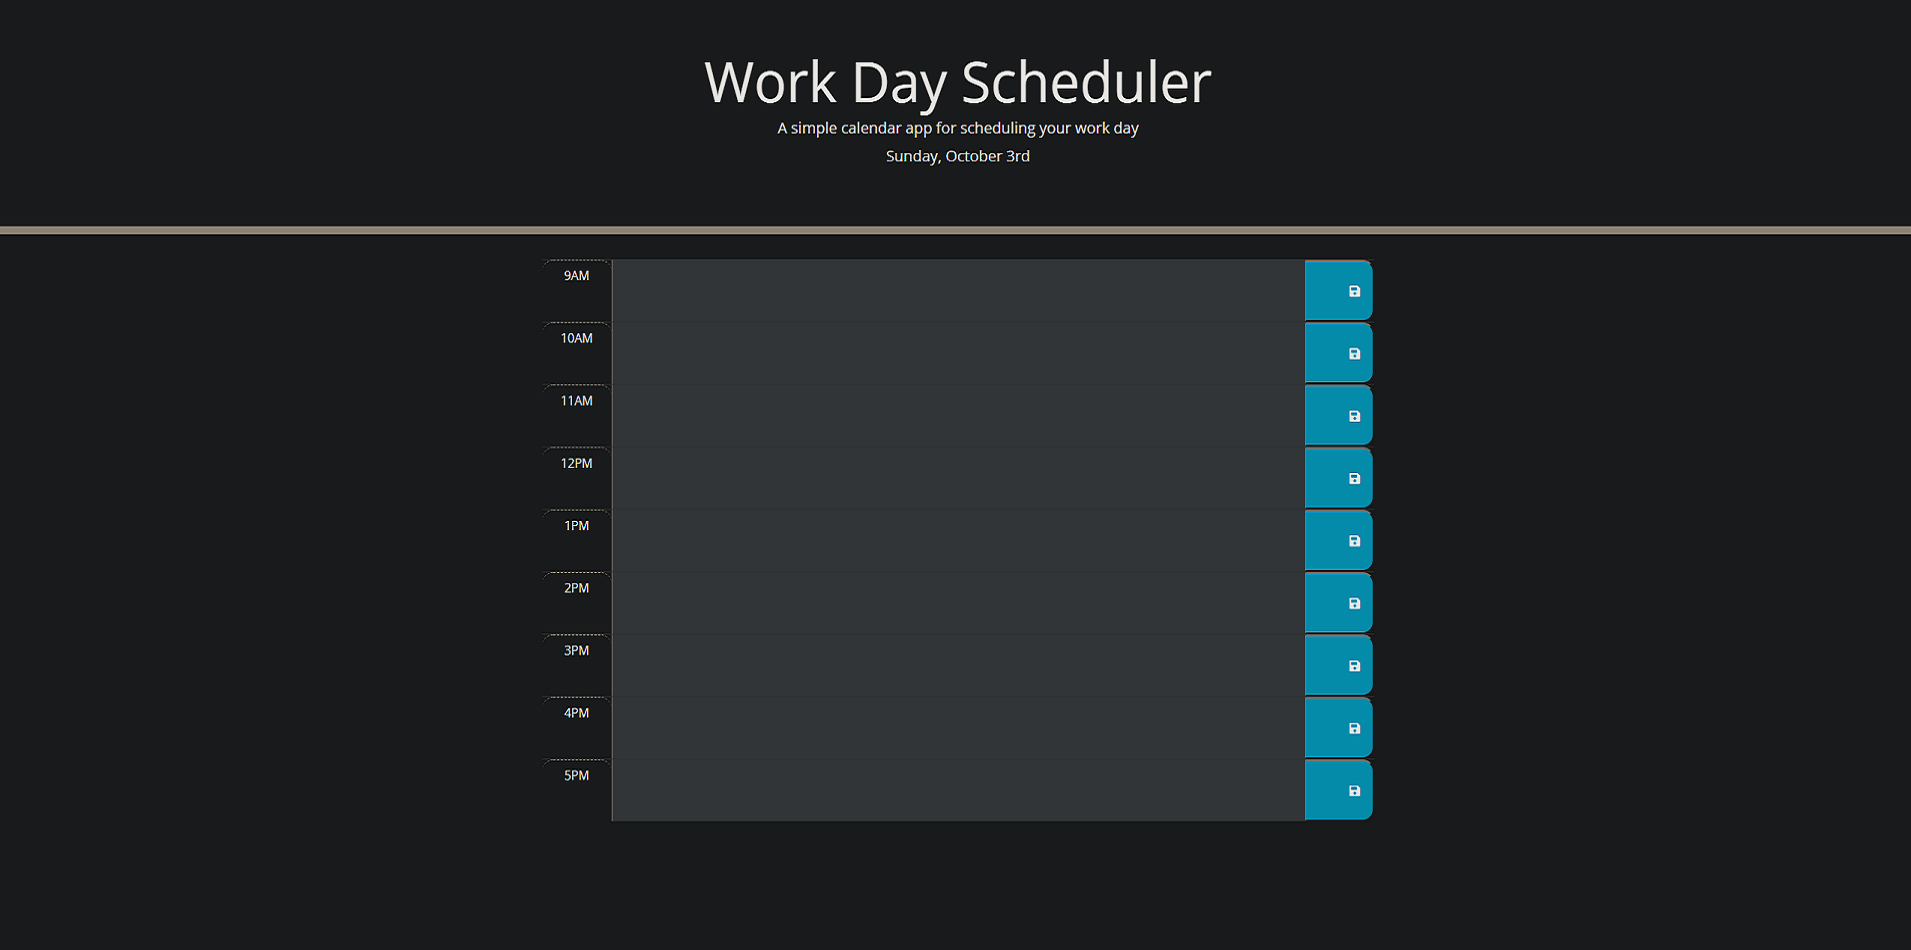 Work Day Scheduler
A simple calendar app for scheduling your work day
Sunday, October 3rd
9AM
10AM
11AM
12PM
1PM
2PM
3PM
4PM
5PM